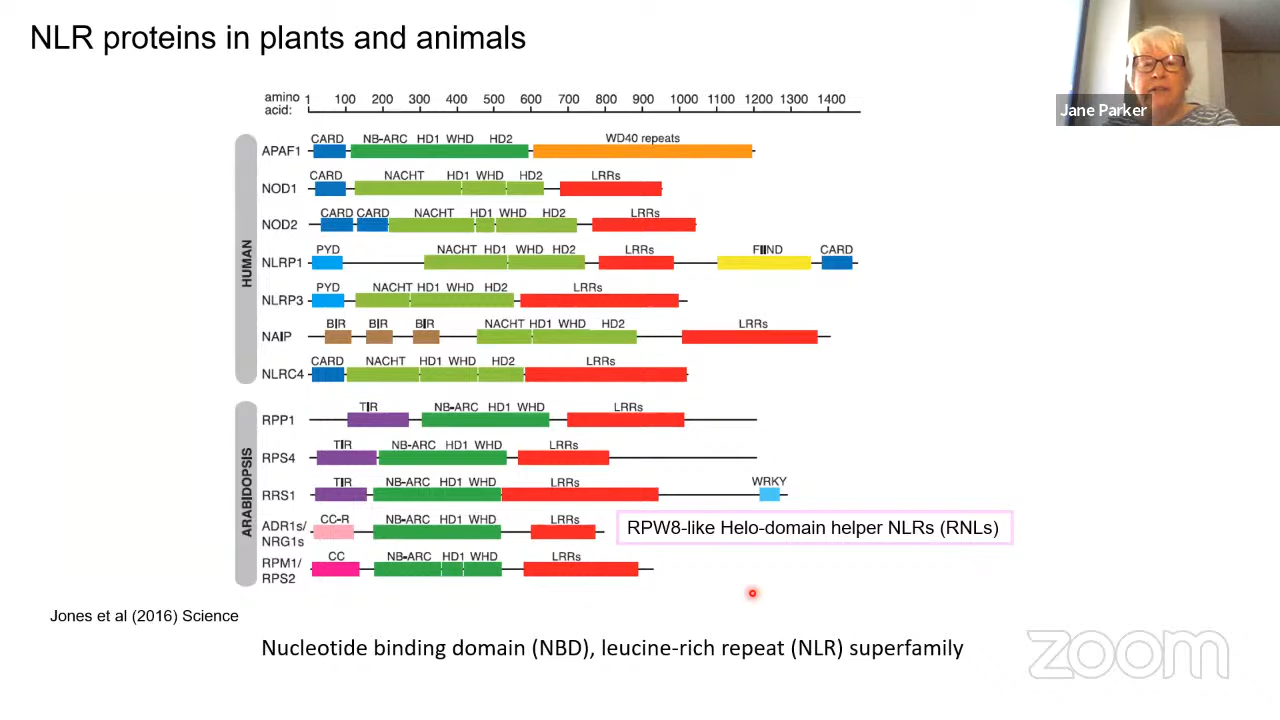 NLR proteins in plants and animals
Jane Parker
amino acid: 1 100 200 300 400 500 600 700 800 900 1000 1100 1200 1300 1400
HUMAN
CARD NB-ARC HD1 WHD HD2 WD40 repeats
APAF1
CARD NACHT HD1 WHD HD2 LRRs
NOD1
CARD CARD NACHT HD1 WHD HD2 LRRs
NOD2
PYD NACHT HD1 WHD HD2 LRRs FIIND CARD
NLRP1
PYD NACHT HD1 WHD HD2 LRRs
NLRP3
BIR BIR BIR NACHT HD1 WHD HD2 LRRs
NAIP
CARD NACHT HD1 WHD HD2 LRRs
NLRC4
ARABIDOPSIS
TIR NB-ARC HD1 WHD LRRs
RPP1
TIR NB-ARC HD1 WHD LRRs
RPS4
TIR NB-ARC HD1 WHD LRRs WRKY
RRS1
CC-R NB-ARC HD1 WHD LRRs
ADR1s/
NRG1s
RPW8-like Helo-domain helper NLRs (RNLs)
CC NB-ARC HD1 WHD LRRs
RPM1/
RPS2
Jones et al (2016) Science
Nucleotide binding domain (NBD), leucine-rich repeat (NLR) superfamily
zoom